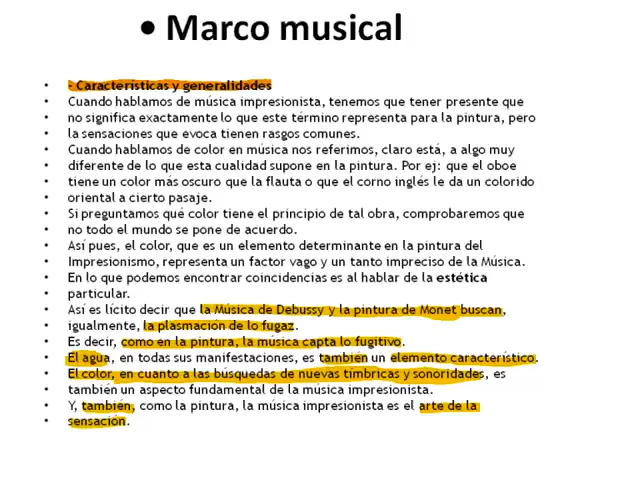 • Marco musical
• - Características y generalidades
• Cuando hablamos de música impresionista, tenemos que tener presente que
• no significa exactamente lo que este término representa para la pintura, pero
• la sensaciones que evoca tienen rasgos comunes.
• Cuando hablamos de color en música nos referimos, claro está, a algo muy
• diferente de lo que esta cualidad supone en la pintura. Por ej: que el oboe
• tiene un color más oscuro que la flauta o que el corno inglés le da un colorido
• oriental a cierto pasaje.
• Si preguntamos qué color tiene el principio de tal obra, comprobaremos que
• no todo el mundo se pone de acuerdo.
• Así pues, el color, que es un elemento determinante en la pintura del
• Impresionismo, representa un factor vago y un tanto impreciso de la Música.
• En lo que podemos encontrar coincidencias es al hablar de la estética
• particular.
• Así es lícito decir que la Música de Debussy y la pintura de Monet buscan,
• igualmente, la plasmación de lo fugaz.
• Es decir, como en la pintura, la música capta lo fugitivo.
• El agua, en todas sus manifestaciones, es también un elemento característico.
• El color, en cuanto a las búsquedas de nuevas tímbricas y sonoridades, es
• también un aspecto fundamental de la música impresionista.
• Y, también, como la pintura, la música impresionista es el arte de la
• sensación.